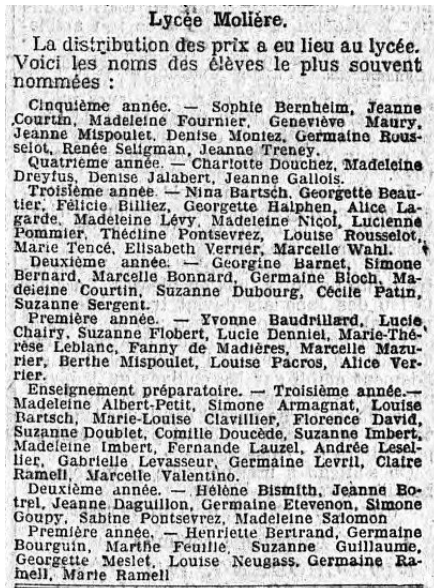 Lycée Molière.
La distribution des prix a eu lieu au lycée.
Voici les noms des élèves le plus souvent
nommées :
Cinquième année. — Sophie Bernheim, Jeanne
Courtin, Madeleine Fournier, Geneviève Maury,
Jeanne Mispoulet, Denise Montez, Germaine Rous-
selot, Renée Seligman, Jeanne Treney.
Quatrième année. — Charlotte Douchez, Madeleine
Dreyfus, Denise Jalabert, Jeanne Gallois.
Troisième année. — Nina Bartsch, Georgette Beau-
tier, Félicie Billiez, Georgette Halphen, Alice La-
garde, Madeleine Lévy, Madeleine Nicol, Lucienne
Pommier, Thécline Pontsevrez, Louise Rousselot,
Marie Tencé, Elisabeth Verrier, Marcelle Wahl.
Deuxième année. — Georgine Barnet, Simone
Bernard, Marcelle Bonnard, Germaine Bloch, Ma-
deleine Courtin, Suzanne Dubourg, Cécile Patin,
Suzanne Sergent.
Première année. — Yvonne Baudrillard, Lucie
Chairy, Suzanne Flobert, Lucie Denniel, Marie-Thé-
rèse Leblanc, Fanny de Madières, Marcelle Mazu-
rier, Berthe Mispoulet, Louise Pacros, Alice Ver-
rier.
Enseignement préparatoire. — Troisième année.—
Madeleine Albert-Petit, Simone Armagnat, Louise
Bartsch, Marie-Louise Clavillier, Florence David,
Suzanne Doublet, Comille Doucède, Suzanne Imbert,
Madeleine Imbert, Fernande Lauzel, Andrée Lesel-
lier, Gabrielle Levasseur, Germaine Levril, Claire
Ramell, Marcelle Valentino.
Deuxième année. — Hélène Bismith, Jeanne Bo-
trel, Jeanne Daguillon, Germaine Etevenon, Simone
Goupy, Sabine Pontsevrez, Madeleine Salomon
Première année. — Henriette Bertrand, Germaine
Bourguin, Marthe Feuille, Suzanne Guillaume,
Georgette Meslet, Louise Neugass, Germaine Ra-
mell, Marie Ramell